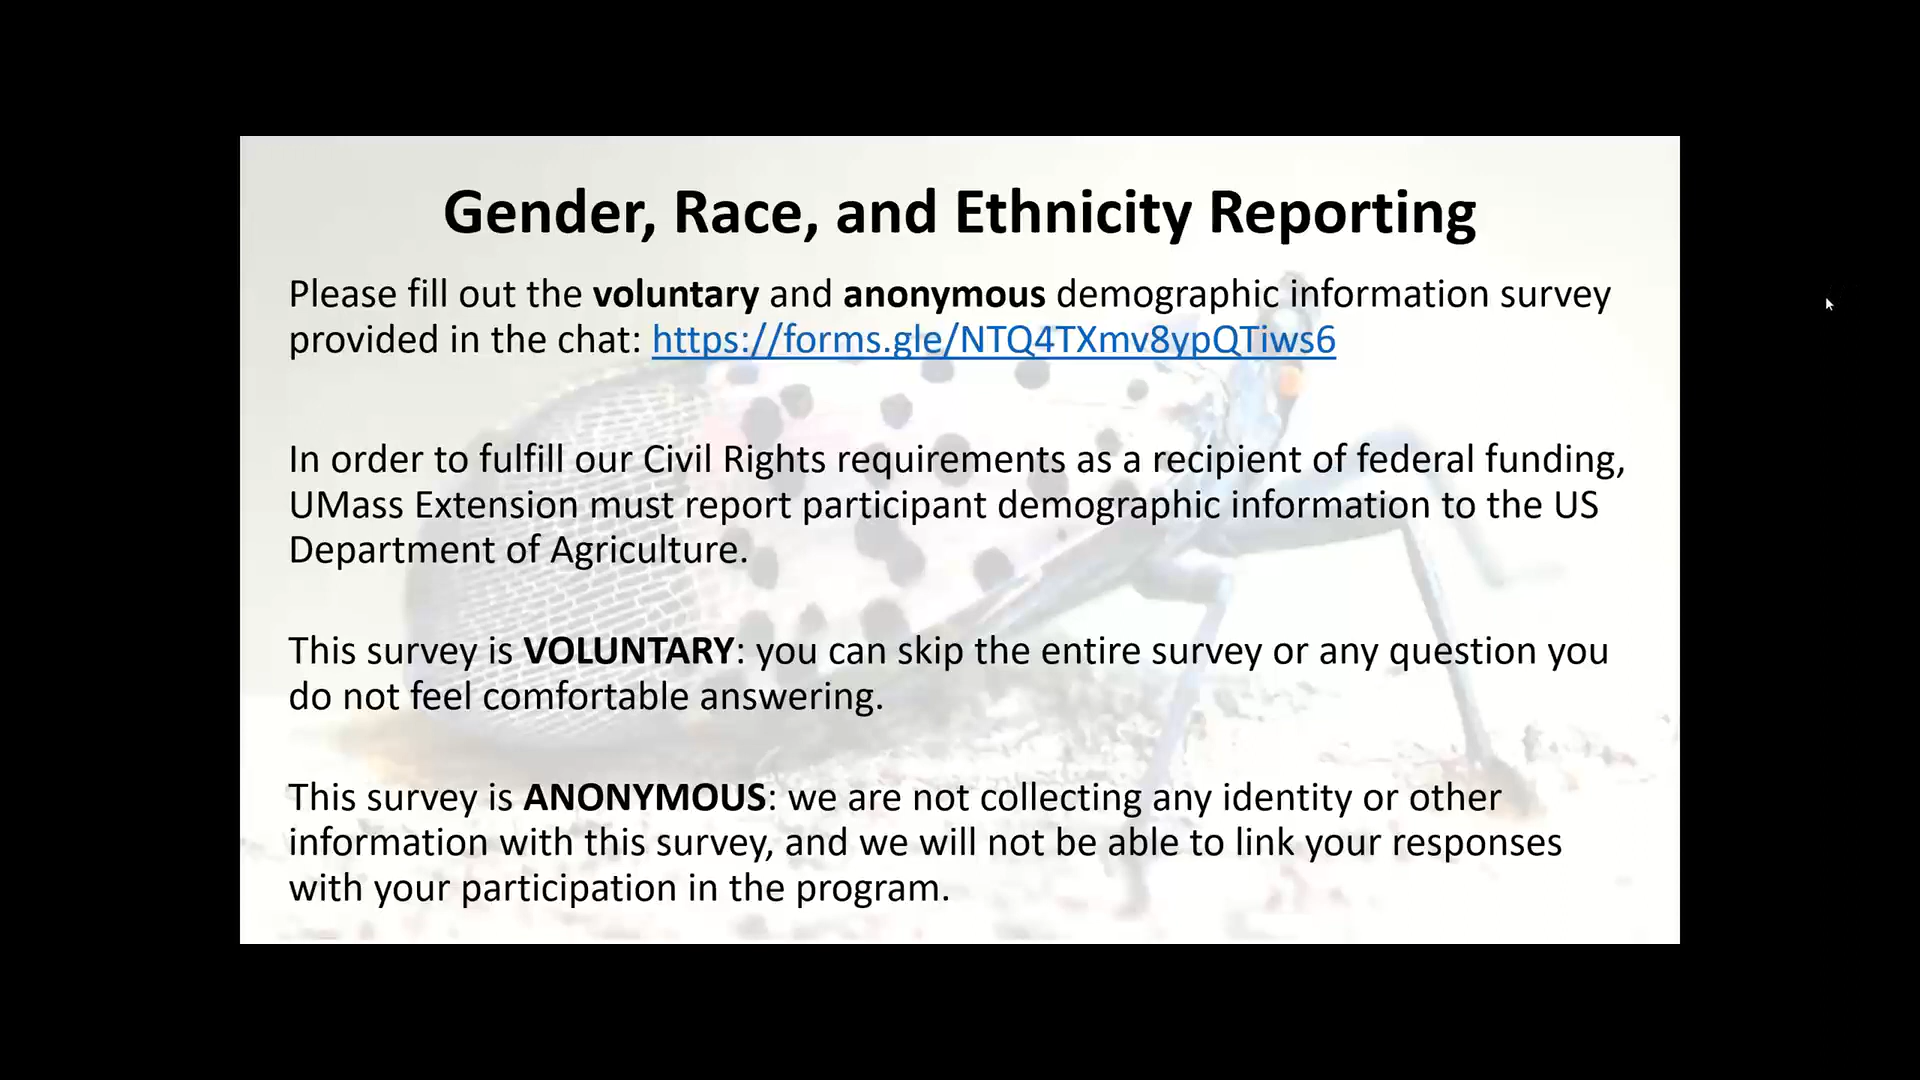 Gender, Race, and Ethnicity Reporting
Please fill out the voluntary and anonymous demographic information survey
provided in the chat: https://forms.gle/NTQ4TXmv8ypQTiws6
In order to fulfill our Civil Rights requirements as a recipient of federal funding,
UMass Extension must report participant demographic information to the US
Department of Agriculture.
This survey is VOLUNTARY: you can skip the entire survey or any question you
do not feel comfortable answering.
This survey is ANONYMOUS: we are not collecting any identity or other
information with this survey, and we will not be able to link your responses
with your participation in the program.